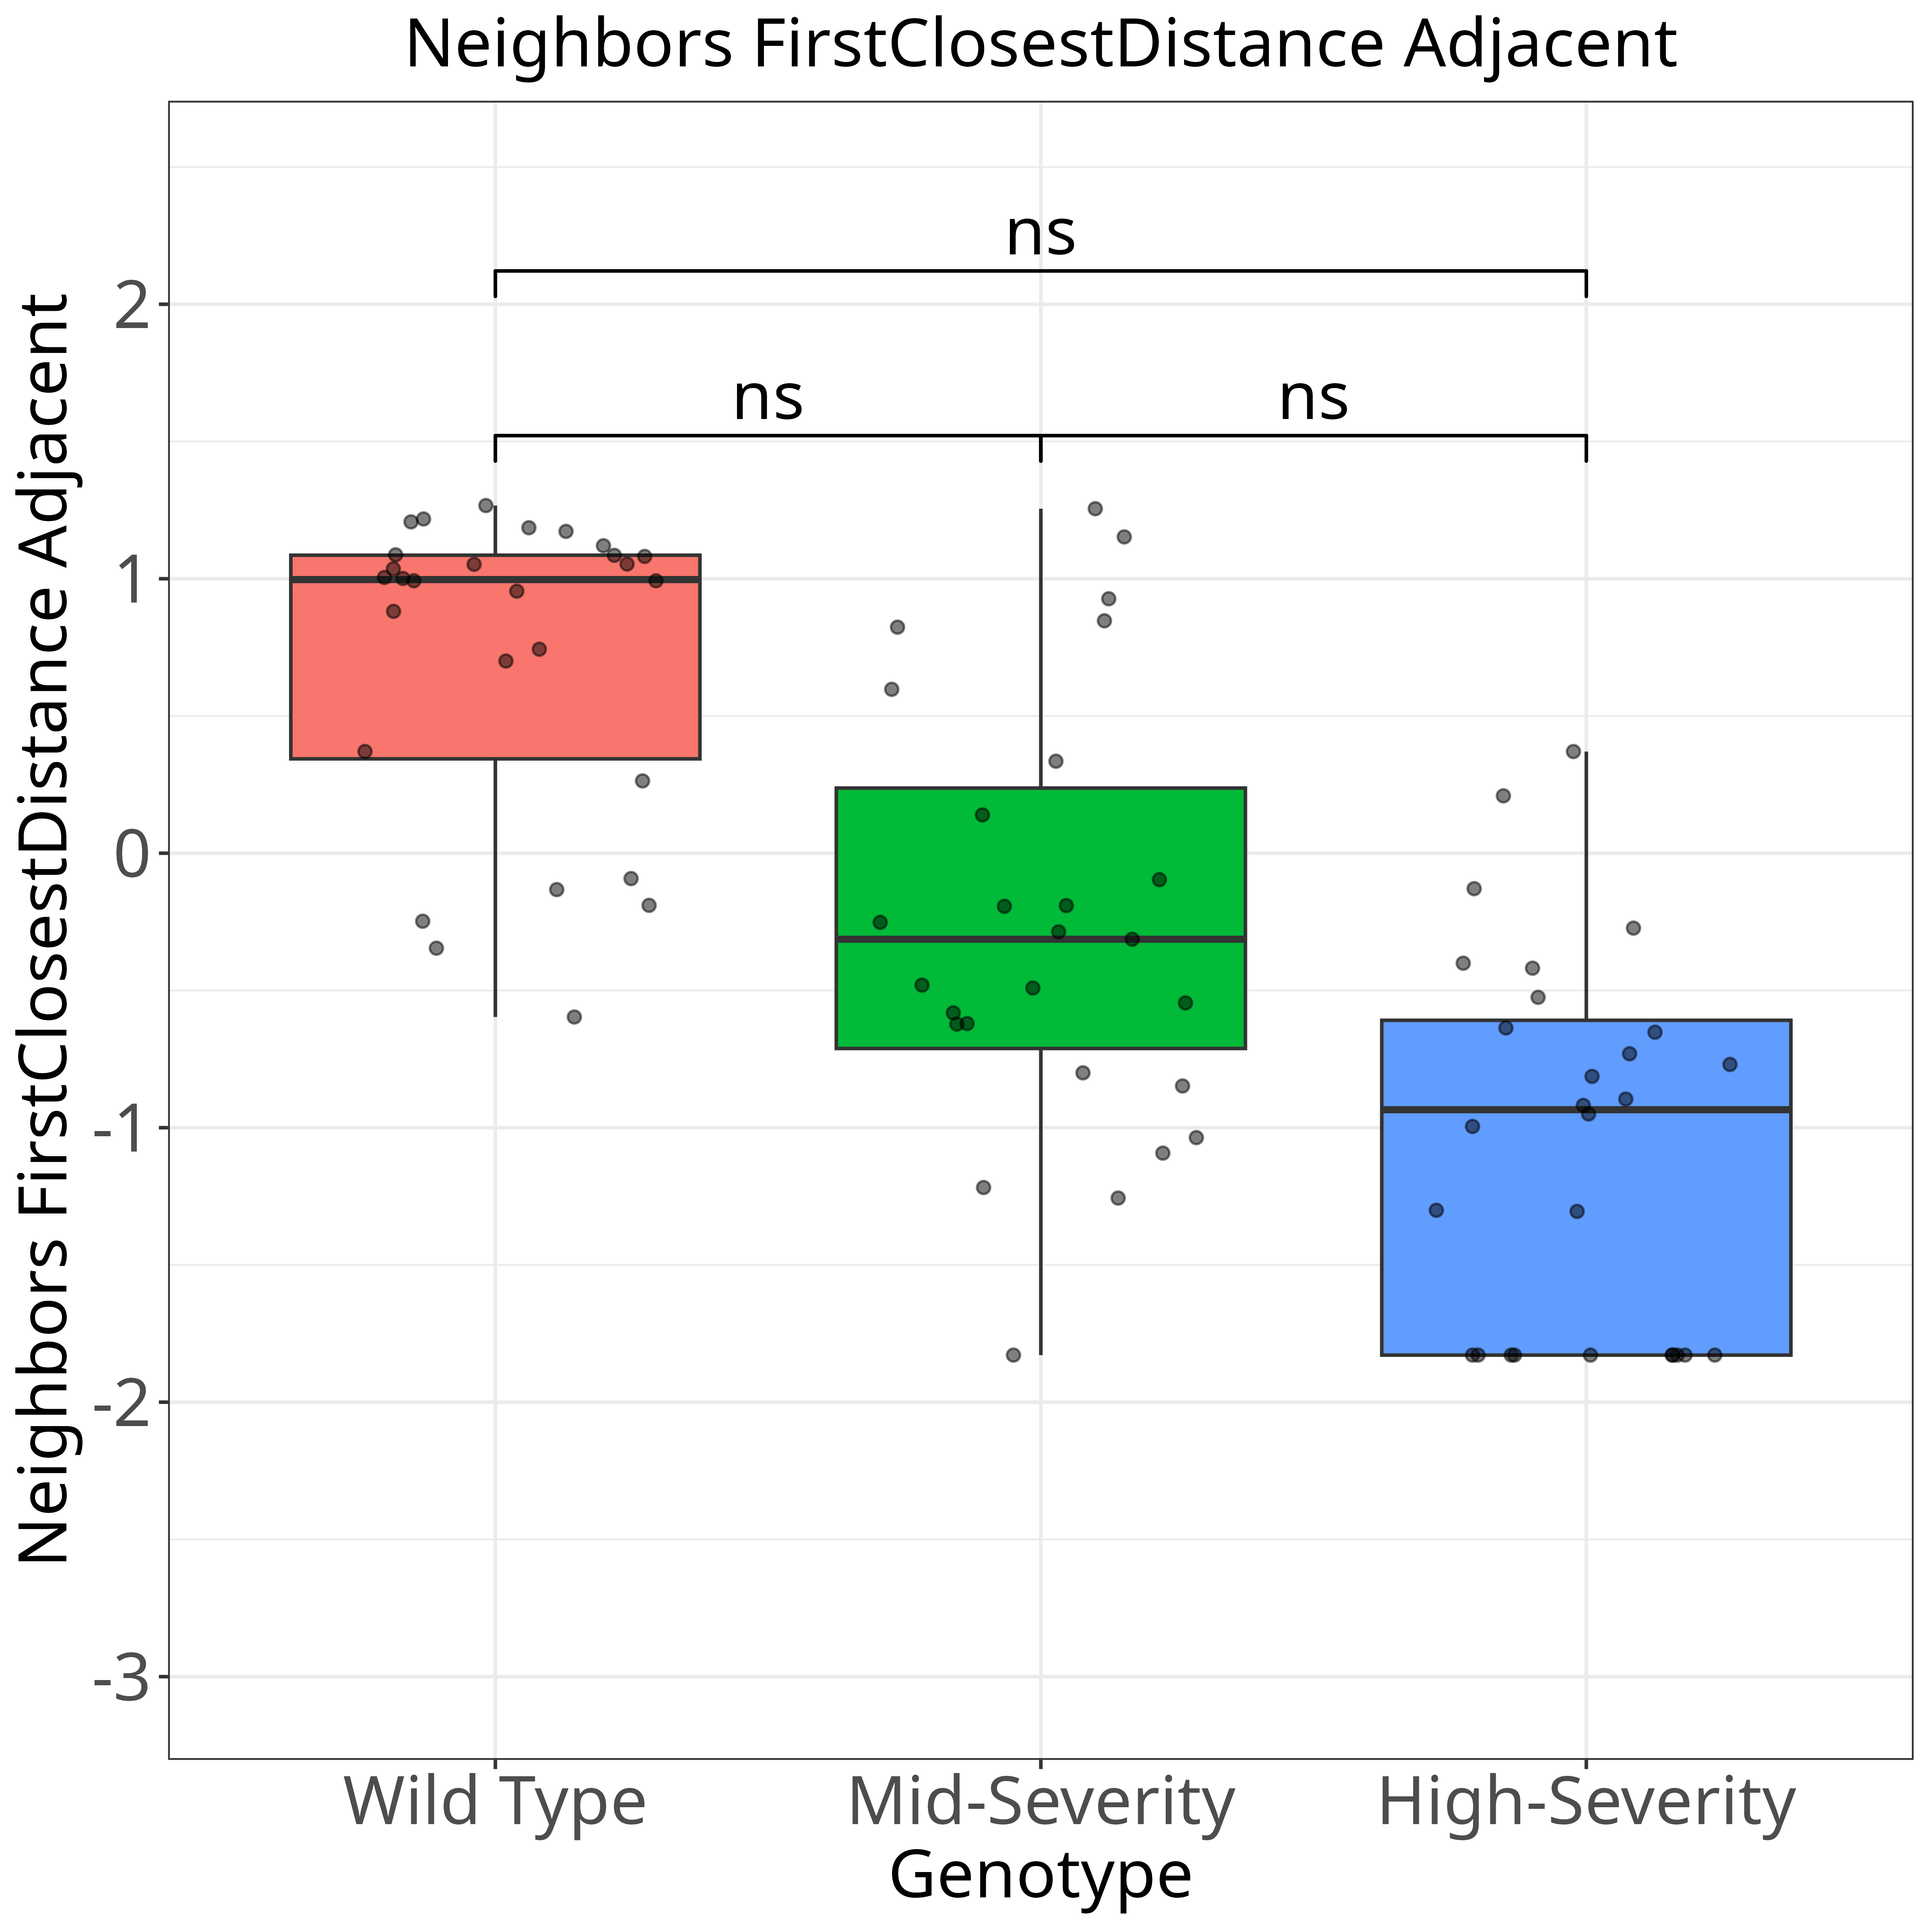 Neighbors FirstClosestDistance Adjacent
Neighbors FirstClosestDistance Adjacent
2
1
0
-1
-2
-3
ns
ns
ns
Wild Type
Mid-Severity
High-Severity
Genotype